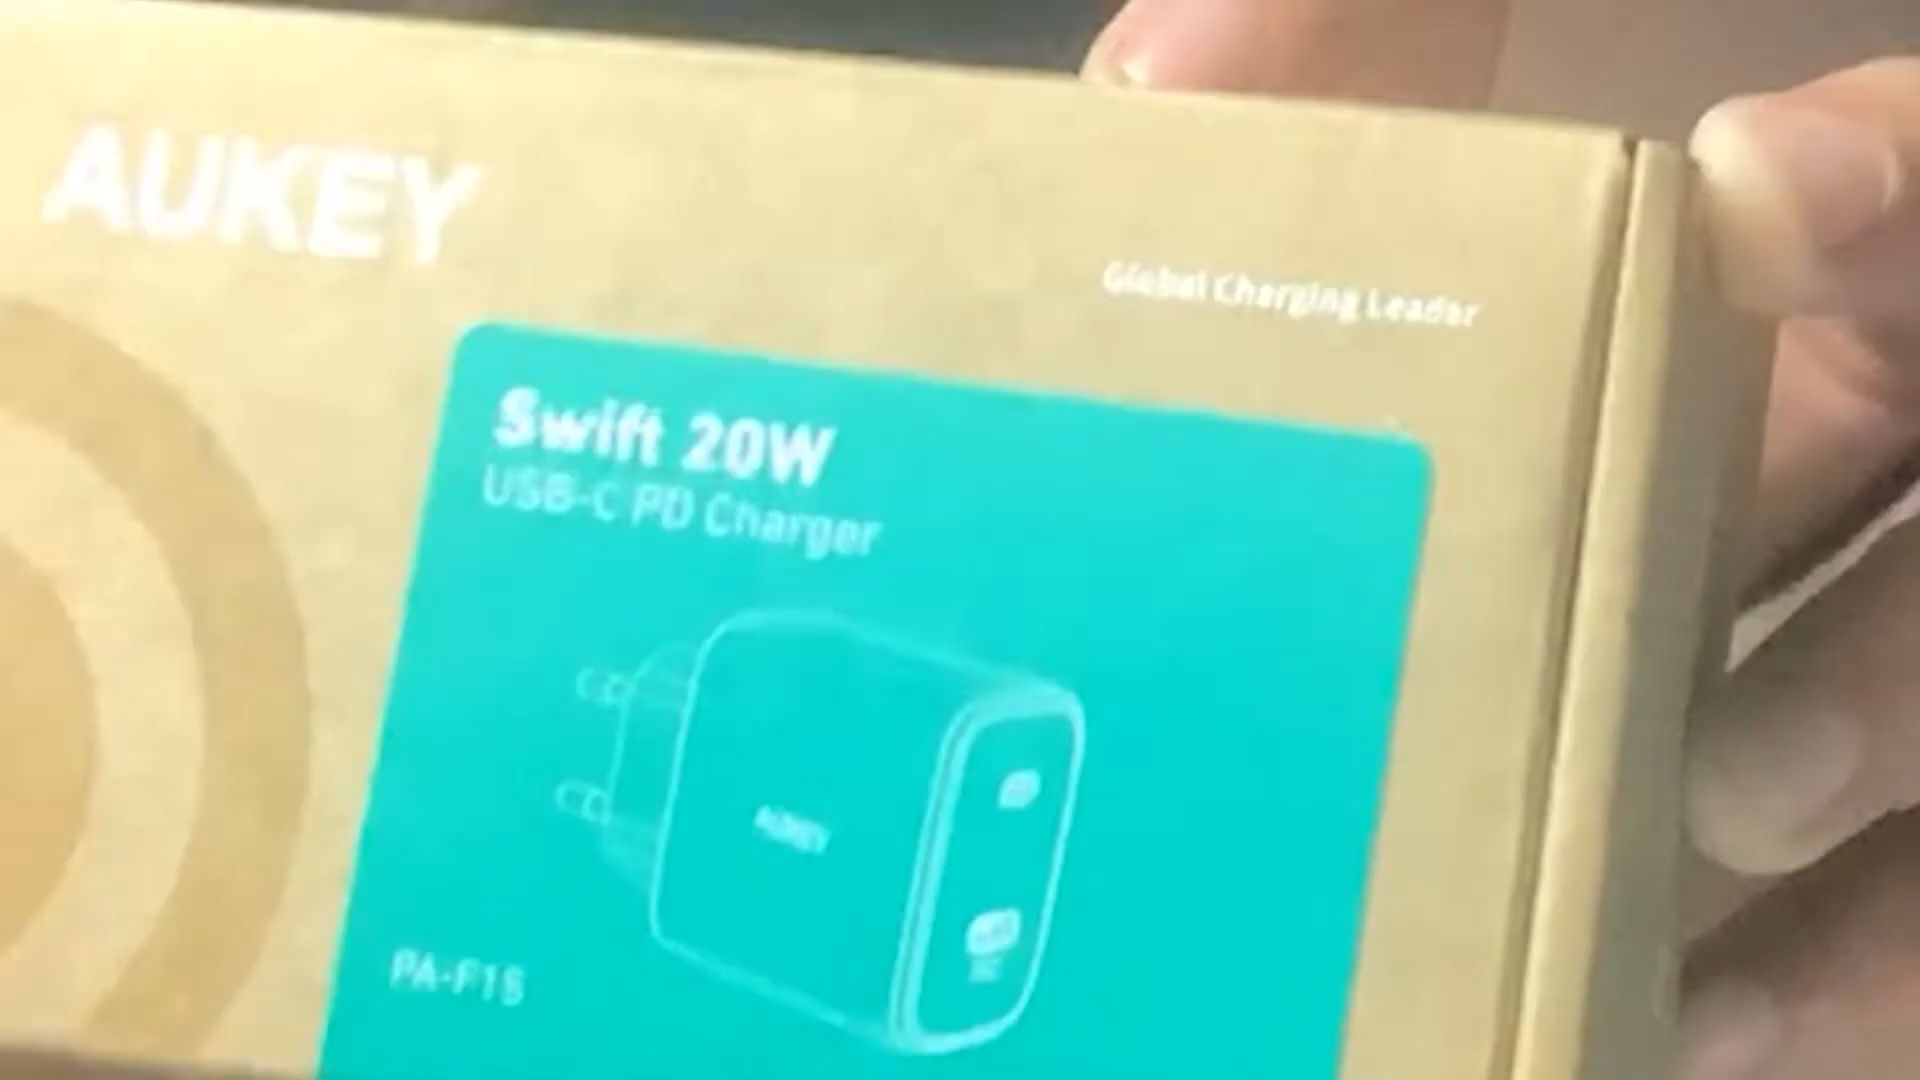 AUKEY
Global Charging Leader
Swift 20W
USB-C PD Charger
AUKEY
PA-F1S